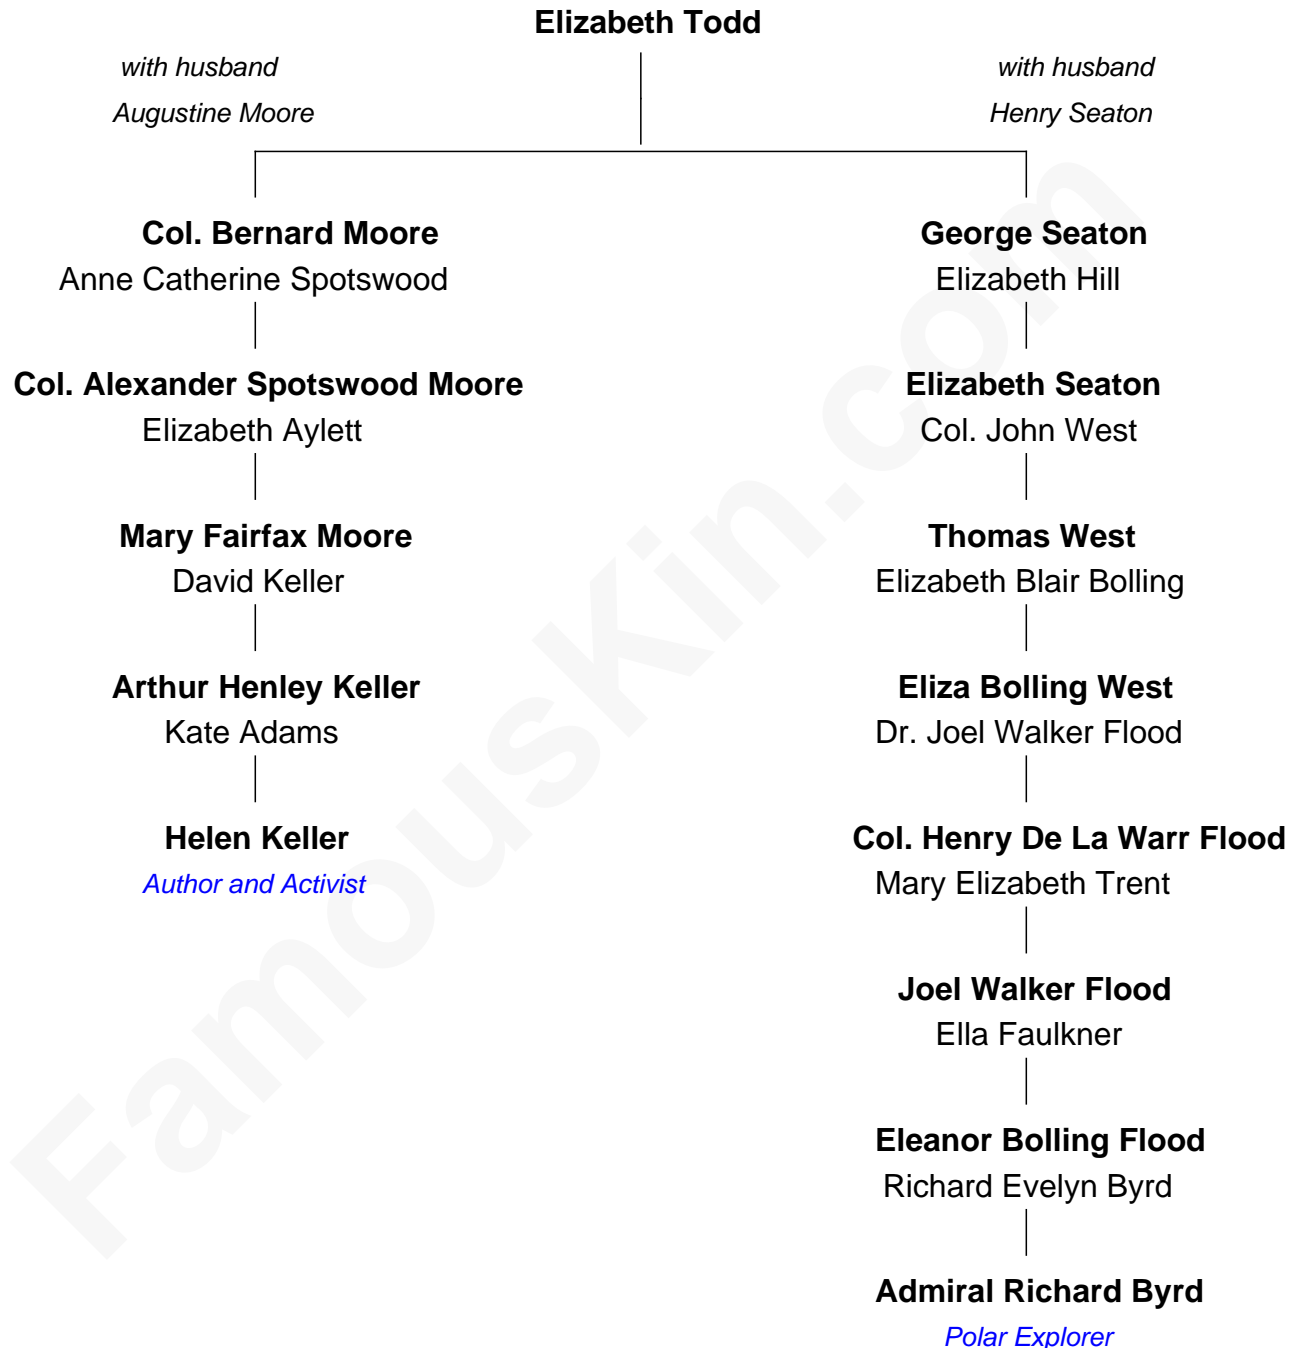 Elizabeth Todd
with husband
Augustine Moore
with husband
Henry Seaton
Col. Bernard Moore
Anne Catherine Spotswood
George Seaton
Elizabeth Hill
Col. Alexander Spotswood Moore
Elizabeth Aylett
Elizabeth Seaton
Col. John West
Mary Fairfax Moore
David Keller
Thomas West
Elizabeth Blair Bolling
Arthur Henley Keller
Kate Adams
Eliza Bolling West
Dr. Joel Walker Flood
Helen Keller
Author and Activist
Col. Henry De La Warr Flood
Mary Elizabeth Trent
Joel Walker Flood
Ella Faulkner
Eleanor Bolling Flood
Richard Evelyn Byrd
Admiral Richard Byrd
Polar Explorer
FamousKin.com